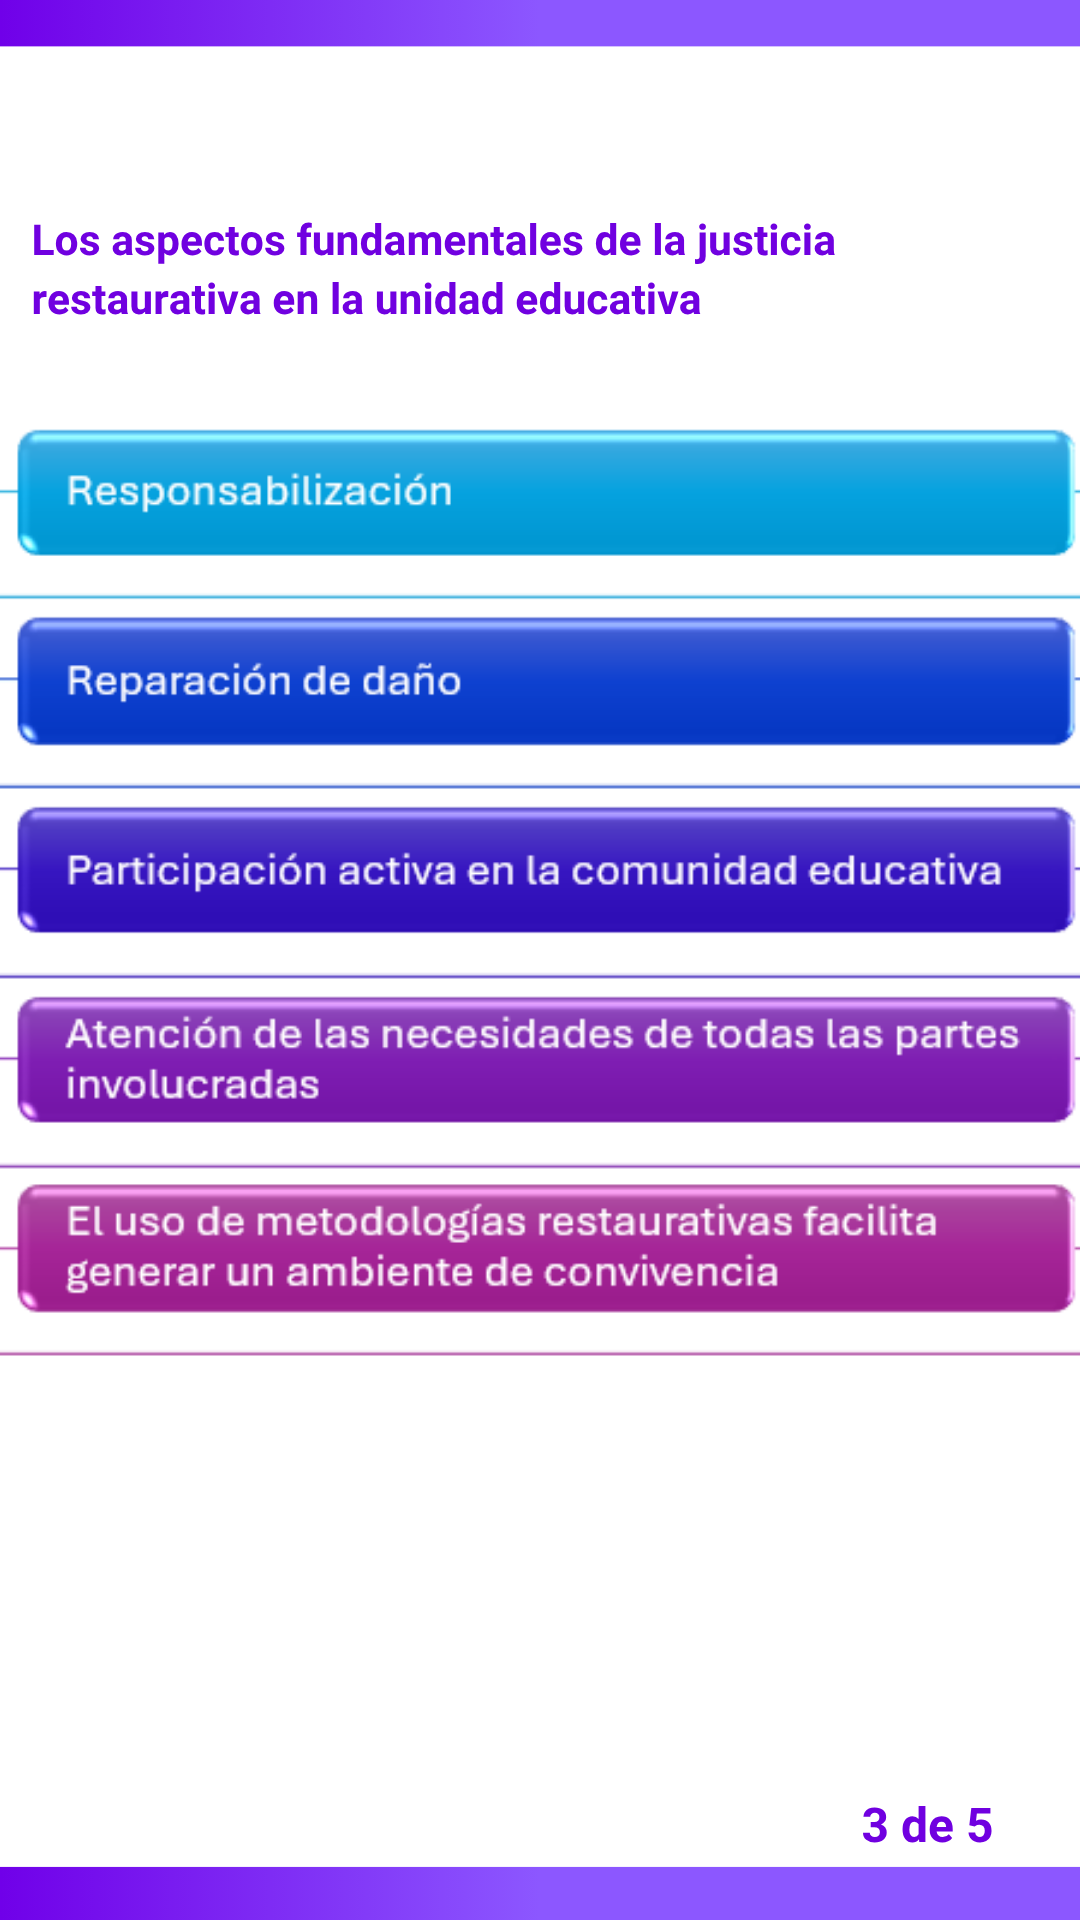 Los aspectos fundamentales de la justicia
restaurativa en la unidad educativa
Responsabilización
Reparación de daño
Participación activa en la comunidad educativa
Atención de las necesidades de todas las partes
involucradas
El uso de metodologías restaurativas facilita
generar un ambiente de convivencia
3 de 5